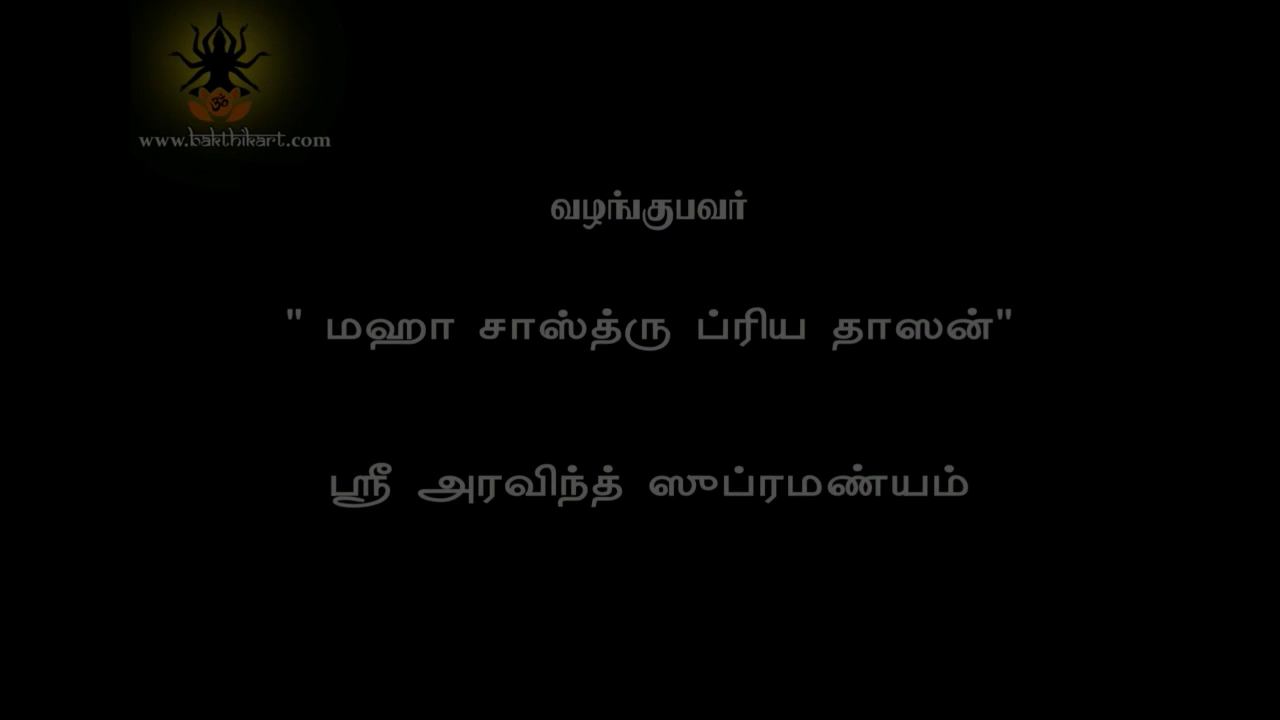 ॐ
www.bakthikart.com
வழங்குபவர்
" மஹா சாஸ்த்ரு ப்ரிய தாஸன்"
ஸ்ரீ அரவிந்த் ஸுப்ரமண்யம்